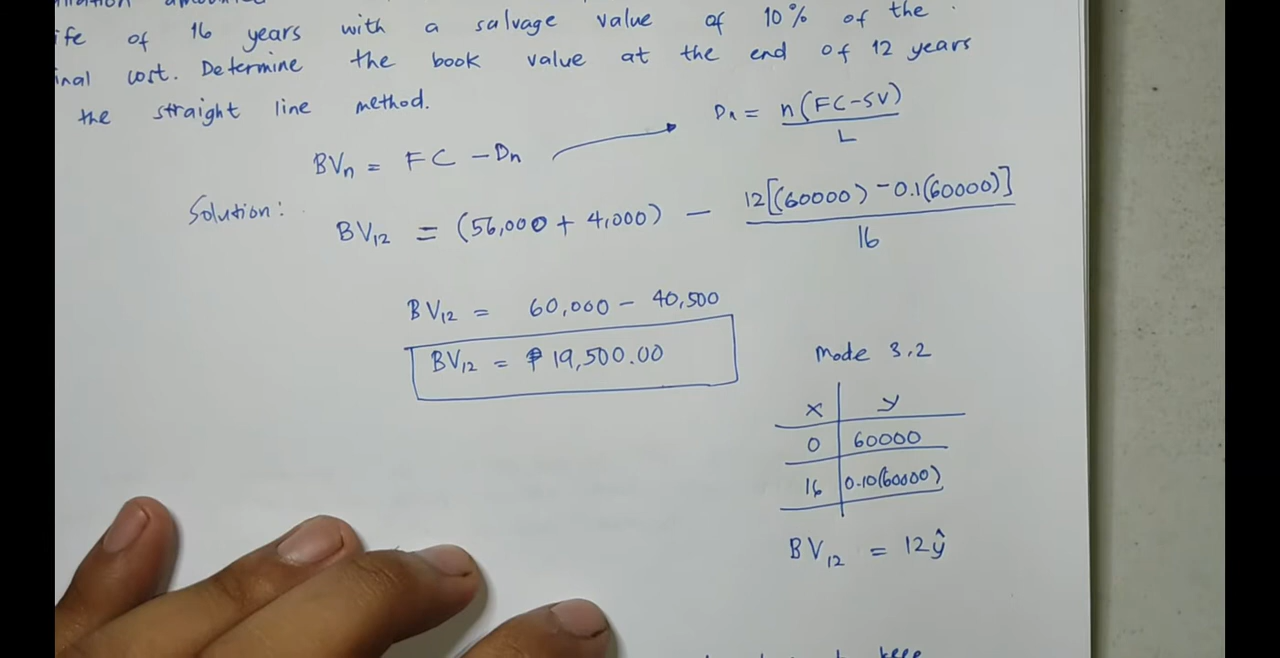 of 16 years with a salvage value of 10% of the
cost. Determine the book value at the end of 12 years
the straight line method.
Dn = n(FC-SV)
L
BVn = FC - Dn
Solution:
BV12 = (56,000 + 4,000) - 12[(60000) - 0.1(60000)]
16
BV12 = 60,000 - 40,500
BV12 = ₱ 19,500.00
Mode 3.2
x y
0 60000
16 0.10(60000)
BV12 = 12ŷ
keep